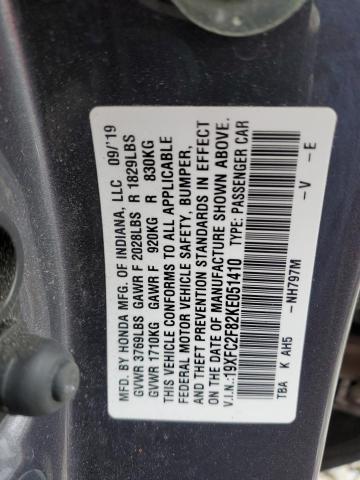 MFD. BY HONDA MFG. OF INDIANA, LLC 09/'19
GVWR 3769LBS GAWR F 2028LBS R 1829LBS
GVWR 1710KG GAWR F 920KG R 830KG
THIS VEHICLE CONFORMS TO ALL APPLICABLE
FEDERAL MOTOR VEHICLE SAFETY, BUMPER,
AND THEFT PREVENTION STANDARDS IN EFFECT
ON THE DATE OF MANUFACTURE SHOWN ABOVE.
V.I.N.:19XFC2F82KE051410 TYPE: PASSENGER CAR
TBA K AH5 -NH797M -V -E